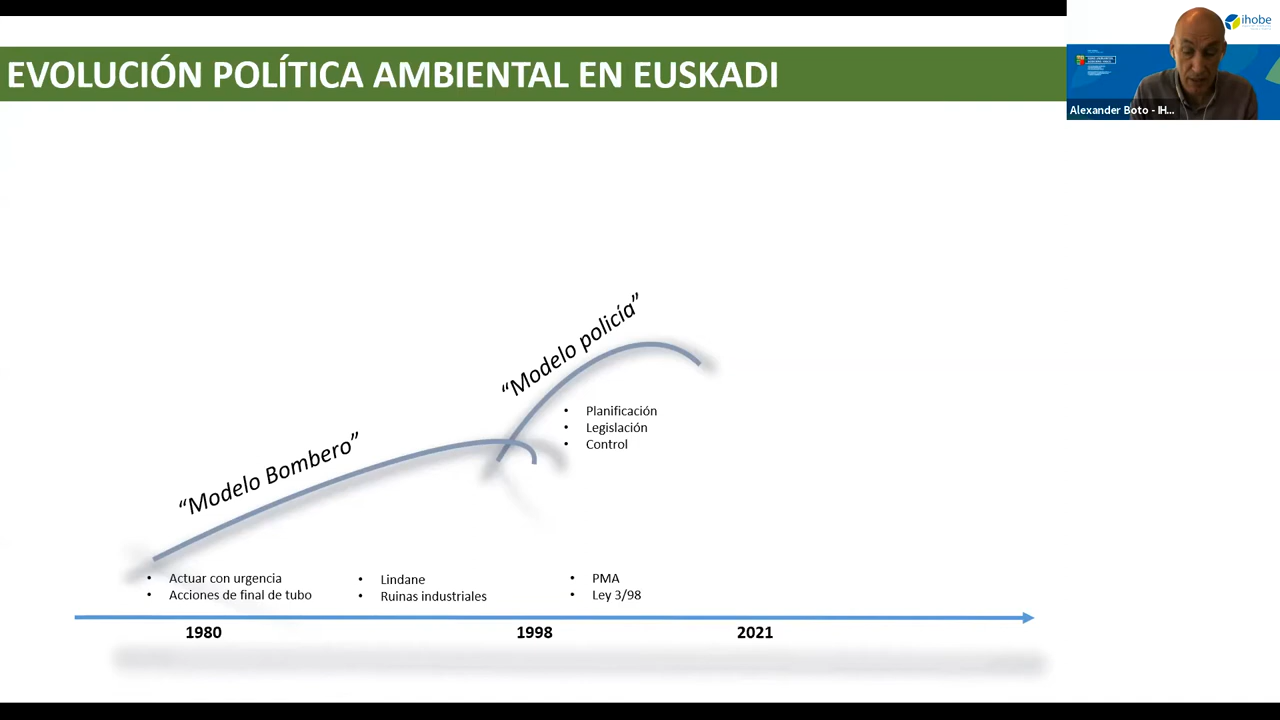 EVOLUCIÓN POLÍTICA AMBIENTAL EN EUSKADI
ihobe
Alexander Boto - IH...
“Modelo policía”
• Planificación
• Legislación
• Control
“Modelo Bombero”
• Actuar con urgencia
• Acciones de final de tubo
• Lindane
• Ruinas industriales
• PMA
• Ley 3/98
1980
1998
2021